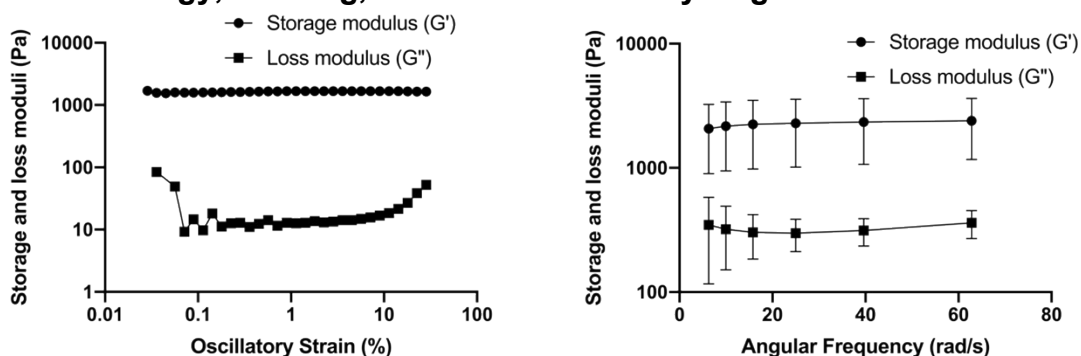 Storage modulus (G')
Loss modulus (G")
Storage and loss moduli (Pa)
10000
1000
100
10
1
0.01
0.1
1
10
100
Oscillatory Strain (%)
Storage modulus (G')
Loss modulus (G")
Storage and loss moduli (Pa)
10000
1000
100
0
20
40
60
80
Angular Frequency (rad/s)